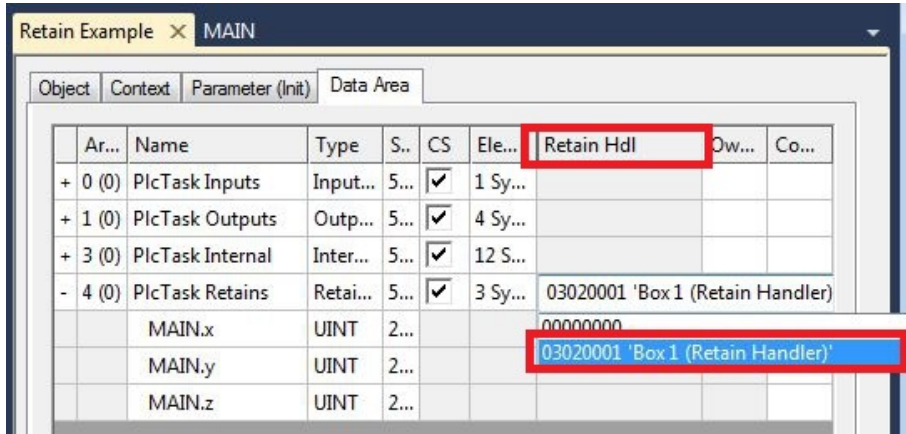 Retain Example MAIN
Object Context Parameter (Init) Data Area
Ar... Name Type S.. CS Ele... Retain Hdl Ow... Co...
+ 0 (0) PlcTask Inputs Input... 5... 1 Sy...
+ 1 (0) PlcTask Outputs Outp... 5... 4 Sy...
+ 3 (0) PlcTask Internal Inter... 5... 12 S...
- 4 (0) PlcTask Retains Retai... 5... 3 Sy... 03020001 'Box 1 (Retain Handler)
MAIN.x UINT 2... 00000000
03020001 'Box 1 (Retain Handler)'
MAIN.y UINT 2...
MAIN.z UINT 2...